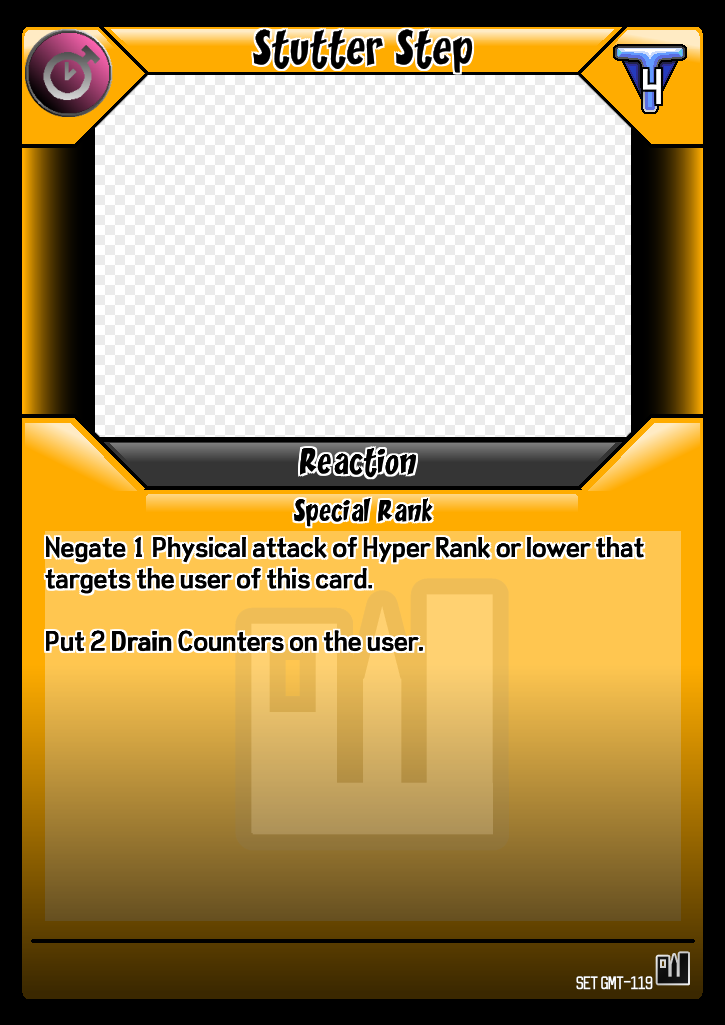 Stutter Step
4
Reaction
Special Rank
Negate 1 Physical attack of Hyper Rank or lower that
targets the user of this card.
Put 2 Drain Counters on the user.
SET GMT-119